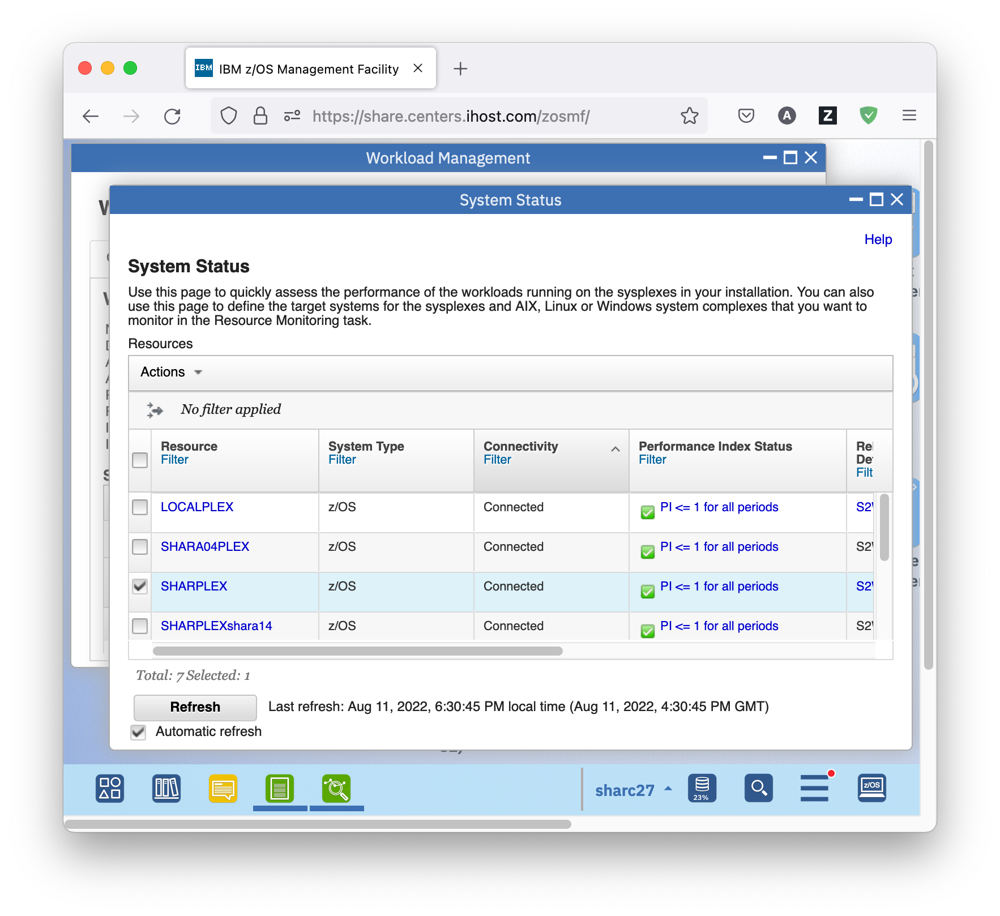 IBM IBM z/OS Management Facility
https://share.centers.ihost.com/zosmf/
A
Z
Workload Management
System Status
Help
System Status
Use this page to quickly assess the performance of the workloads running on the sysplexes in your installation. You can also
use this page to define the target systems for the sysplexes and AIX, Linux or Windows system complexes that you want to
monitor in the Resource Monitoring task.
Resources
Actions
No filter applied
Resource System Type Connectivity Performance Index Status
Filter Filter Filter Filter
LOCALPLEX z/OS Connected PI <= 1 for all periods
SHARA04PLEX z/OS Connected PI <= 1 for all periods
SHARPLEX z/OS Connected PI <= 1 for all periods
SHARPLEXshara14 z/OS Connected PI <= 1 for all periods
Total: 7 Selected: 1
Refresh Last refresh: Aug 11, 2022, 6:30:45 PM local time (Aug 11, 2022, 4:30:45 PM GMT)
Automatic refresh
sharc27 23% z/OS